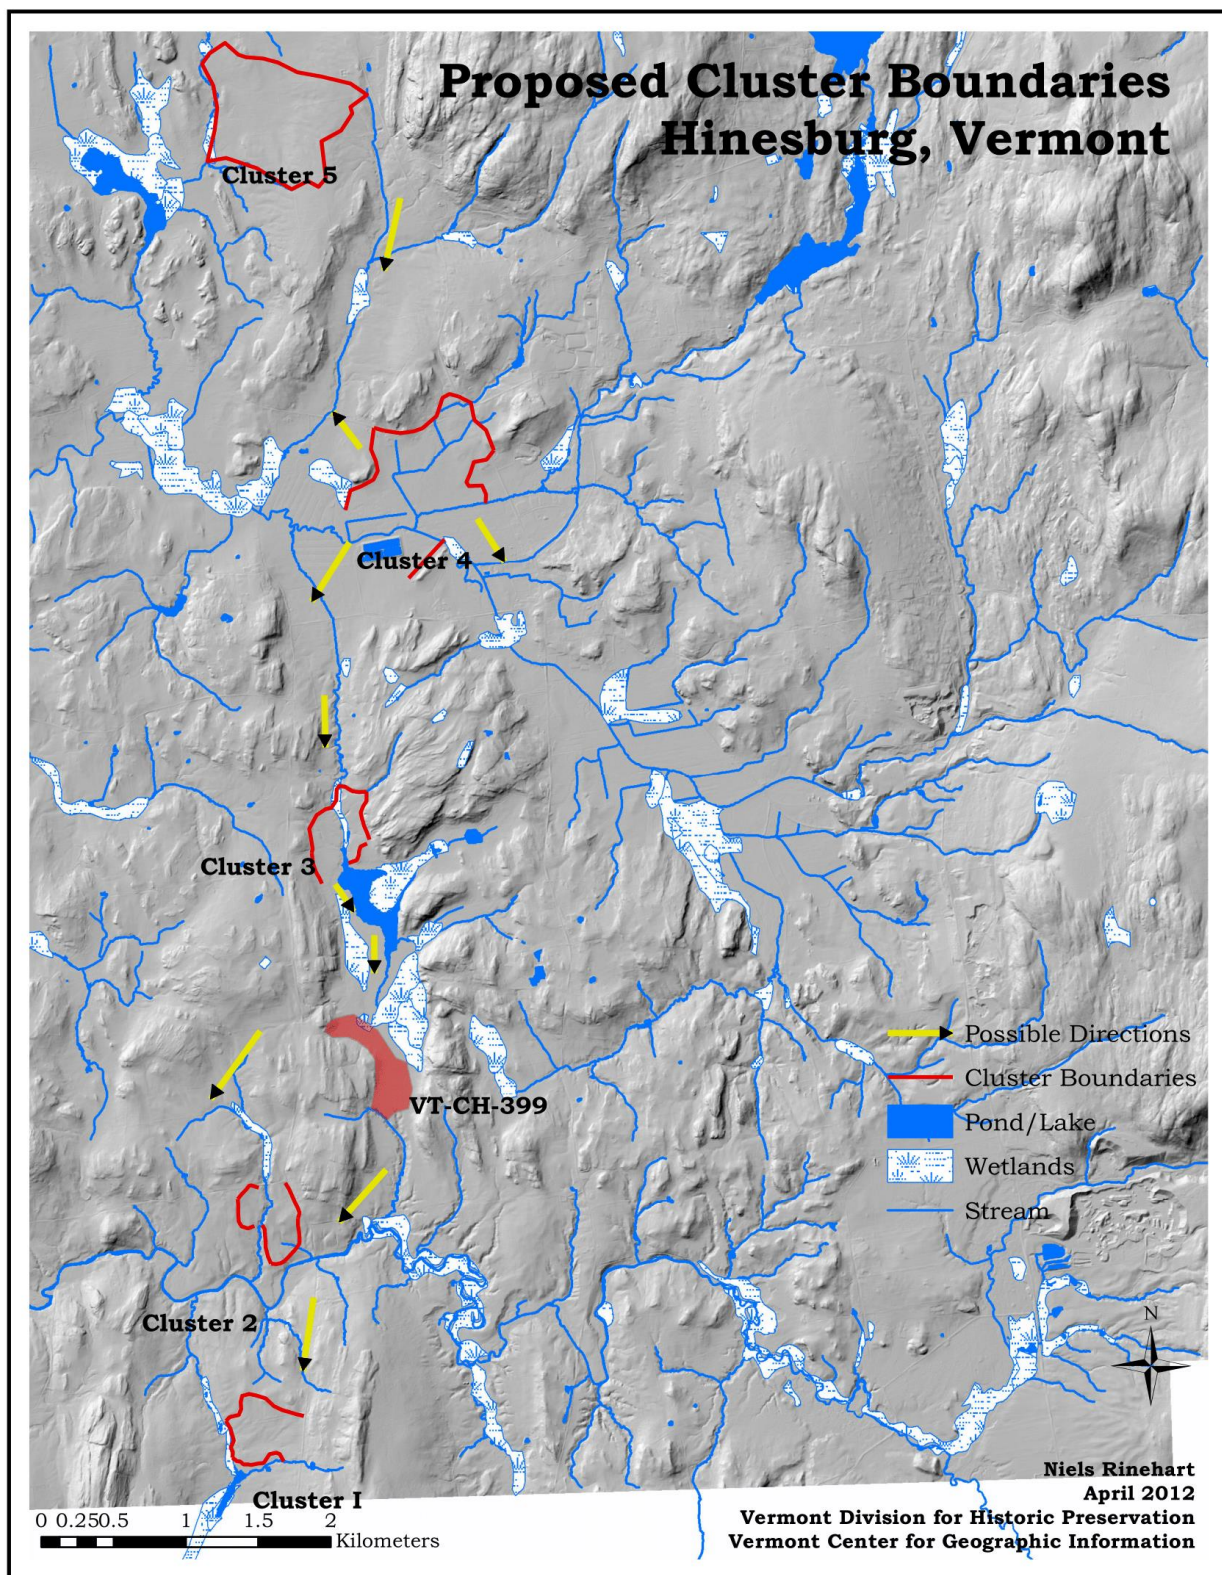 Proposed Cluster Boundaries
Hinesburg, Vermont
Cluster 5
Cluster 4
Cluster 3
Possible Directions
Cluster Boundaries
VT-CH-399
Pond/Lake
Wetlands
Stream
N
Cluster 2
Cluster I
Niels Rinehart
April 2012
Vermont Division for Historic Preservation
Vermont Center for Geographic Information
0 0.25 0.5 1 1.5 2
Kilometers